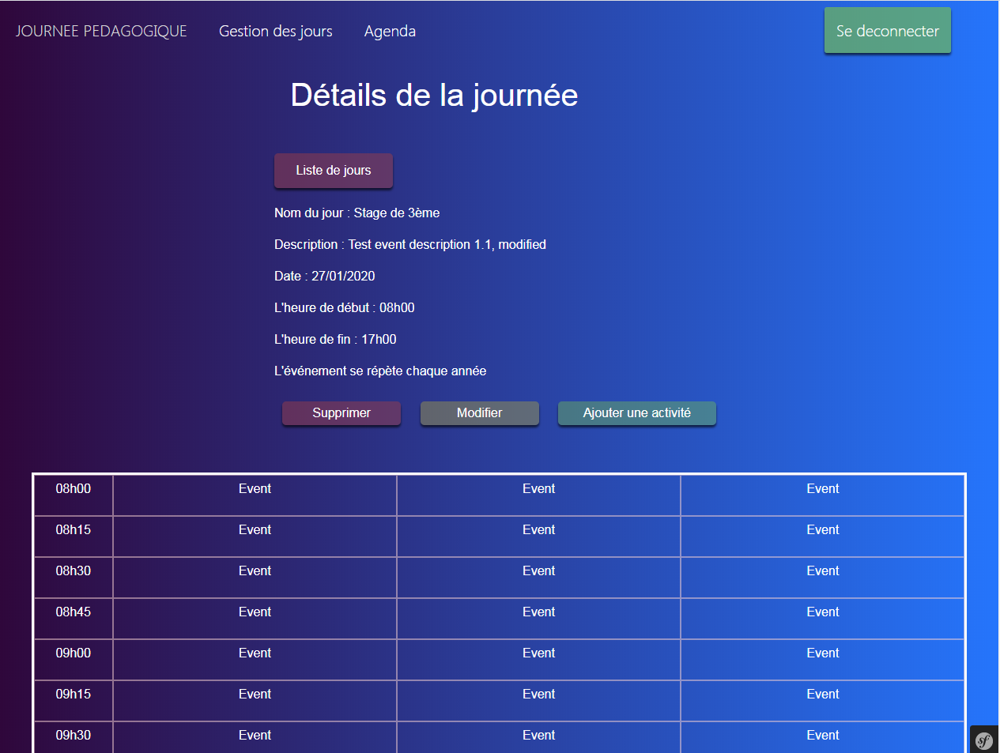 JOURNEE PEDAGOGIQUE Gestion des jours Agenda Se deconnecter
Détails de la journée
Liste de jours
Nom du jour : Stage de 3ème
Description : Test event description 1.1, modified
Date : 27/01/2020
L'heure de début : 08h00
L'heure de fin : 17h00
L'événement se répète chaque année
Supprimer Modifier Ajouter une activité
08h00 Event Event Event
08h15 Event Event Event
08h30 Event Event Event
08h45 Event Event Event
09h00 Event Event Event
09h15 Event Event Event
09h30 Event Event Event
sf